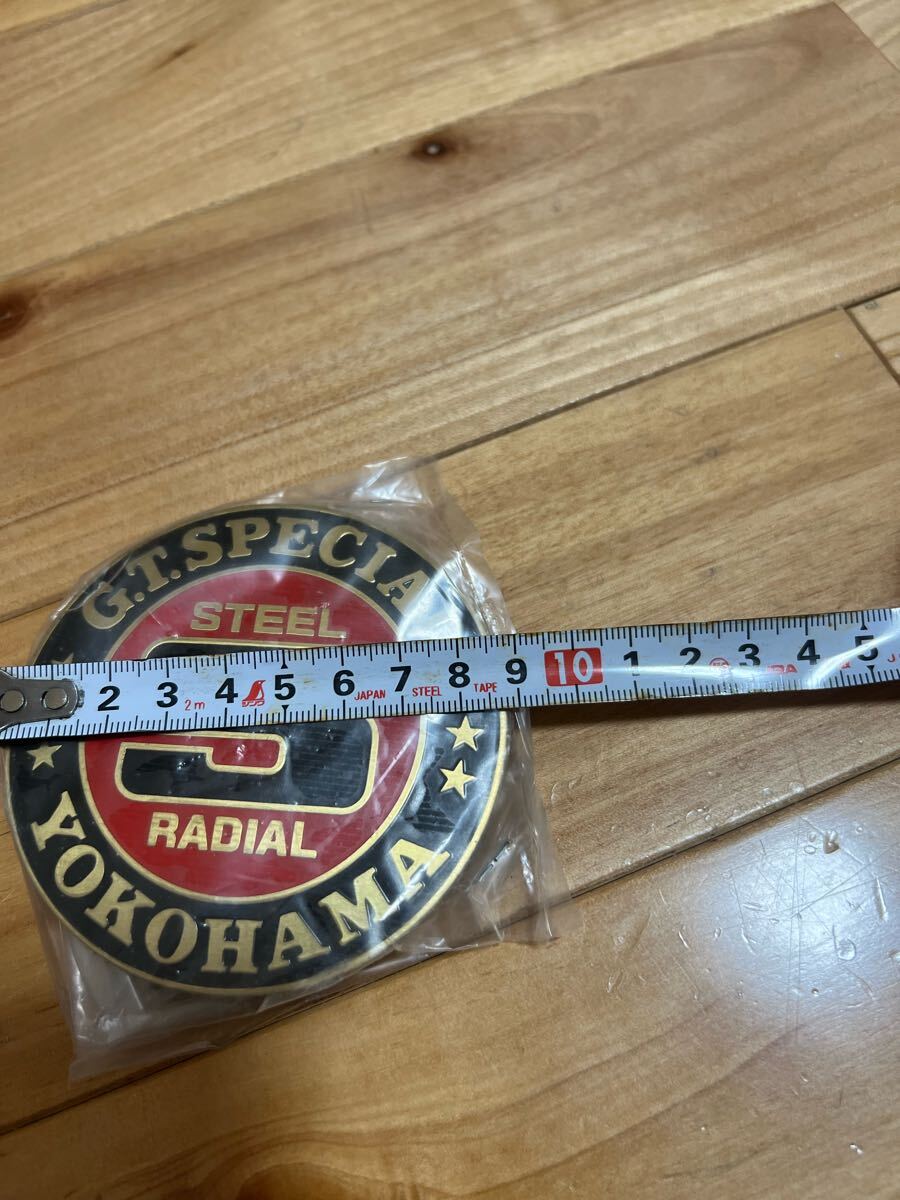 G.T.SPECIA
STEEL
2 3 4 5 6 7 8 9 10 1 2 3 4 5
2m JAPAN STEEL TAPE
RADIAL
YOKOHAMA